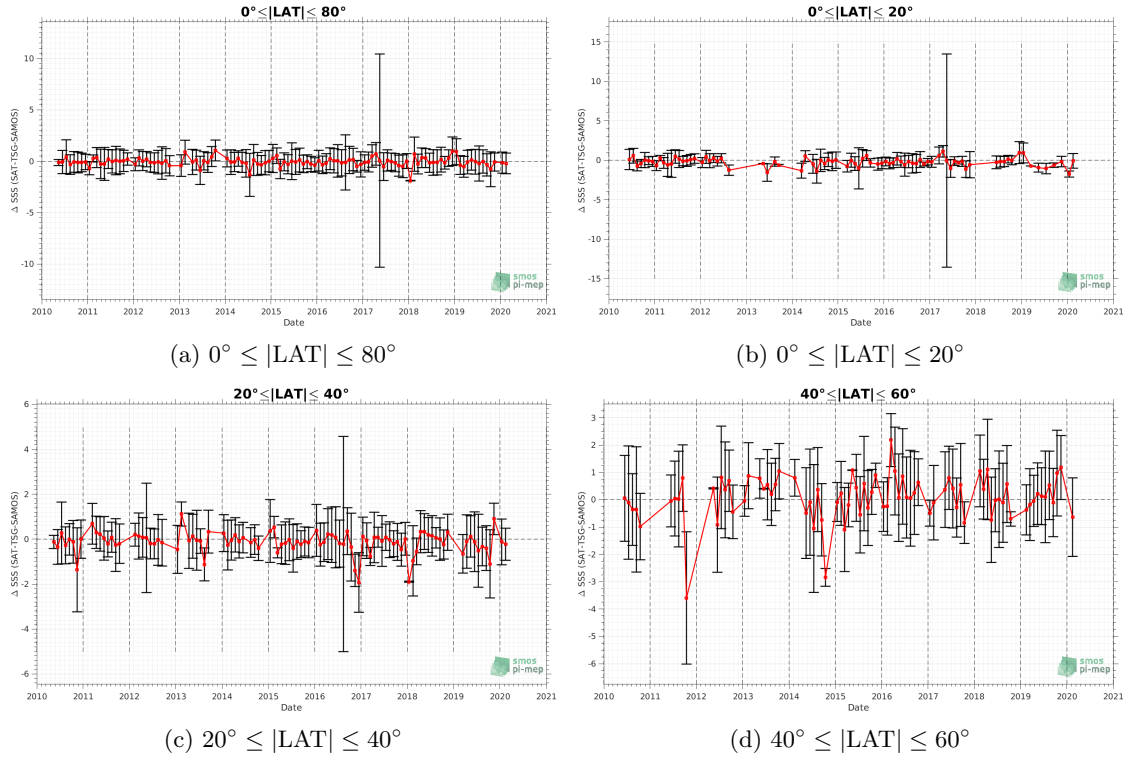 0°≤|LAT|≤ 80°
Δ SSS (SAT-TSG-SAMOS)
10
5
0
-5
-10
2010 2011 2012 2013 2014 2015 2016 2017 2018 2019 2020 2021
Date
smos
pi-mep
(a) 0° ≤ |LAT| ≤ 80°
0°≤|LAT|≤ 20°
Δ SSS (SAT-TSG-SAMOS)
15
10
5
0
-5
-10
-15
2010 2011 2012 2013 2014 2015 2016 2017 2018 2019 2020 2021
Date
smos
pi-mep
(b) 0° ≤ |LAT| ≤ 20°
20°≤|LAT|≤ 40°
Δ SSS (SAT-TSG-SAMOS)
6
4
2
0
-2
-4
-6
2010 2011 2012 2013 2014 2015 2016 2017 2018 2019 2020 2021
Date
smos
pi-mep
(c) 20° ≤ |LAT| ≤ 40°
40°≤|LAT|≤ 60°
Δ SSS (SAT-TSG-SAMOS)
3
2
1
0
-1
-2
-3
-4
-5
-6
2010 2011 2012 2013 2014 2015 2016 2017 2018 2019 2020 2021
Date
smos
pi-mep
(d) 40° ≤ |LAT| ≤ 60°